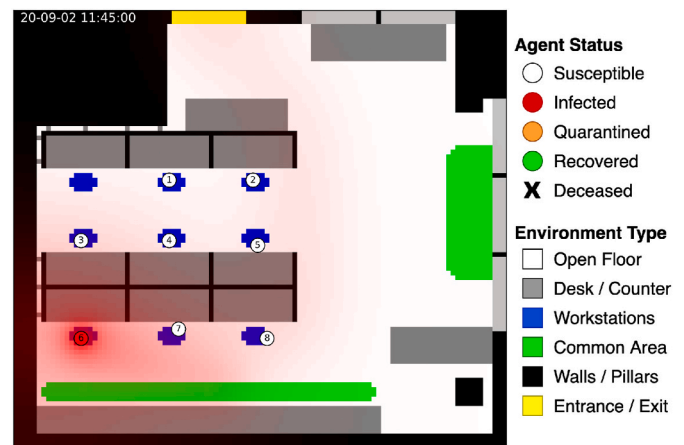 20-09-02 11:45:00
Agent Status
Susceptible
Infected
Quarantined
Recovered
X Deceased
Environment Type
Open Floor
Desk / Counter
Workstations
Common Area
Walls / Pillars
Entrance / Exit
1
2
3
4
5
6
7
8